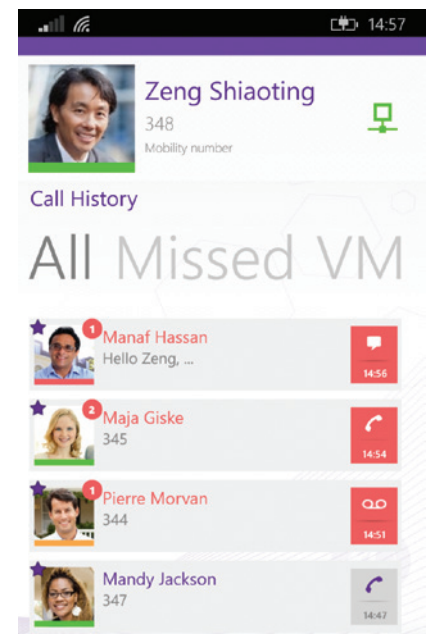 14:57
Zeng Shiaoting
348
Mobility number
Call History
All Missed VM
1
Manaf Hassan
Hello Zeng, ...
14:56
2
Maja Giske
345
14:54
1
Pierre Morvan
344
14:51
Mandy Jackson
347
14:47